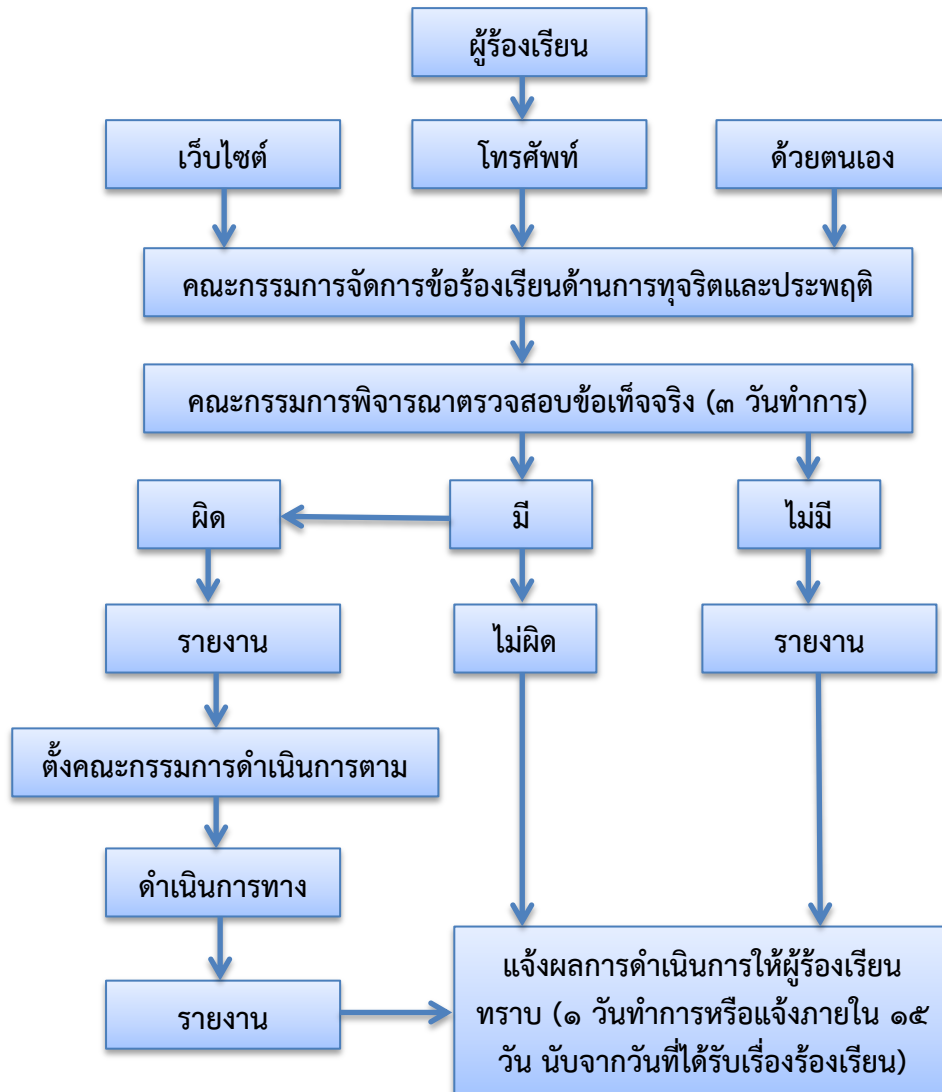 ผู้ร้องเรียน
เว็บไซต์
โทรศัพท์
ด้วยตนเอง
คณะกรรมการจัดการข้อร้องเรียนด้านการทุจริตและประพฤติ
คณะกรรมการพิจารณาตรวจสอบข้อเท็จจริง (๓ วันทำการ)
ผิด
มี
ไม่มี
รายงาน
ไม่ผิด
รายงาน
ตั้งคณะกรรมการดำเนินการตาม
ดำเนินการทาง
รายงาน
แจ้งผลการดำเนินการให้ผู้ร้องเรียน
ทราบ (๑ วันทำการหรือแจ้งภายใน ๑๕
วัน นับจากวันที่ได้รับเรื่องร้องเรียน)